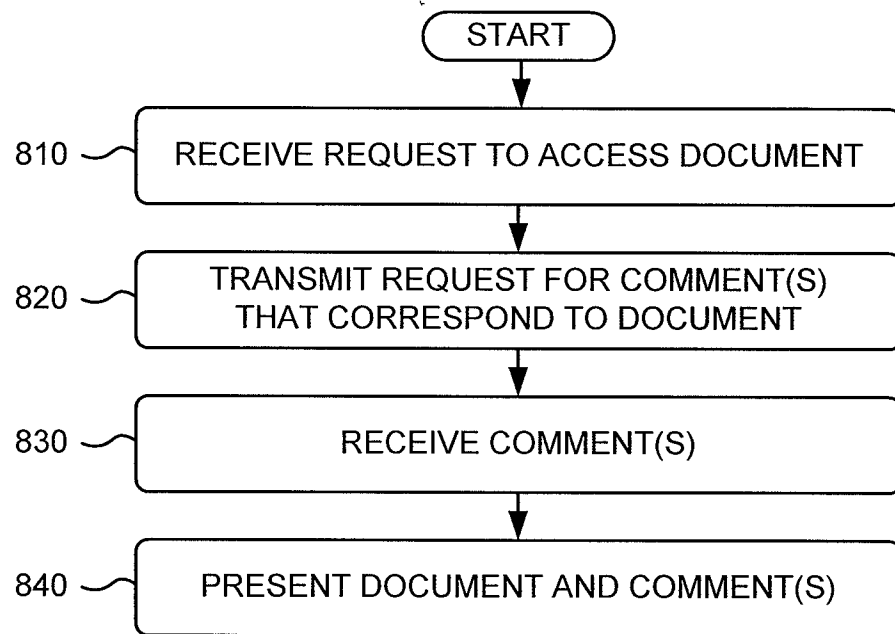 START
810 RECEIVE REQUEST TO ACCESS DOCUMENT
820 TRANSMIT REQUEST FOR COMMENT(S)
THAT CORRESPOND TO DOCUMENT
830 RECEIVE COMMENT(S)
840 PRESENT DOCUMENT AND COMMENT(S)